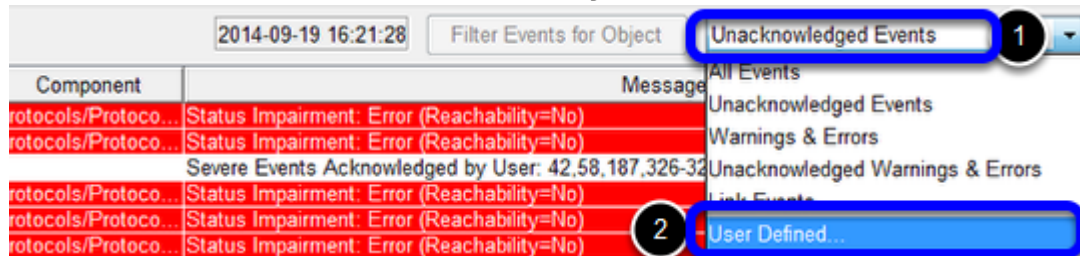 2014-09-19 16:21:28 Filter Events for Object Unacknowledged Events 1
Component Message All Events
Unacknowledged Events
rotocols/Protoco... Status Impairment: Error (Reachability=No)
rotocols/Protoco... Status Impairment: Error (Reachability=No) Warnings & Errors
Severe Events Acknowledged by User: 42,58,187,326-32 Unacknowledged Warnings & Errors
rotocols/Protoco... Status Impairment: Error (Reachability=No) Link Events
rotocols/Protoco... Status Impairment: Error (Reachability=No) 2 User Defined...
rotocols/Protoco... Status Impairment: Error (Reachability=No)